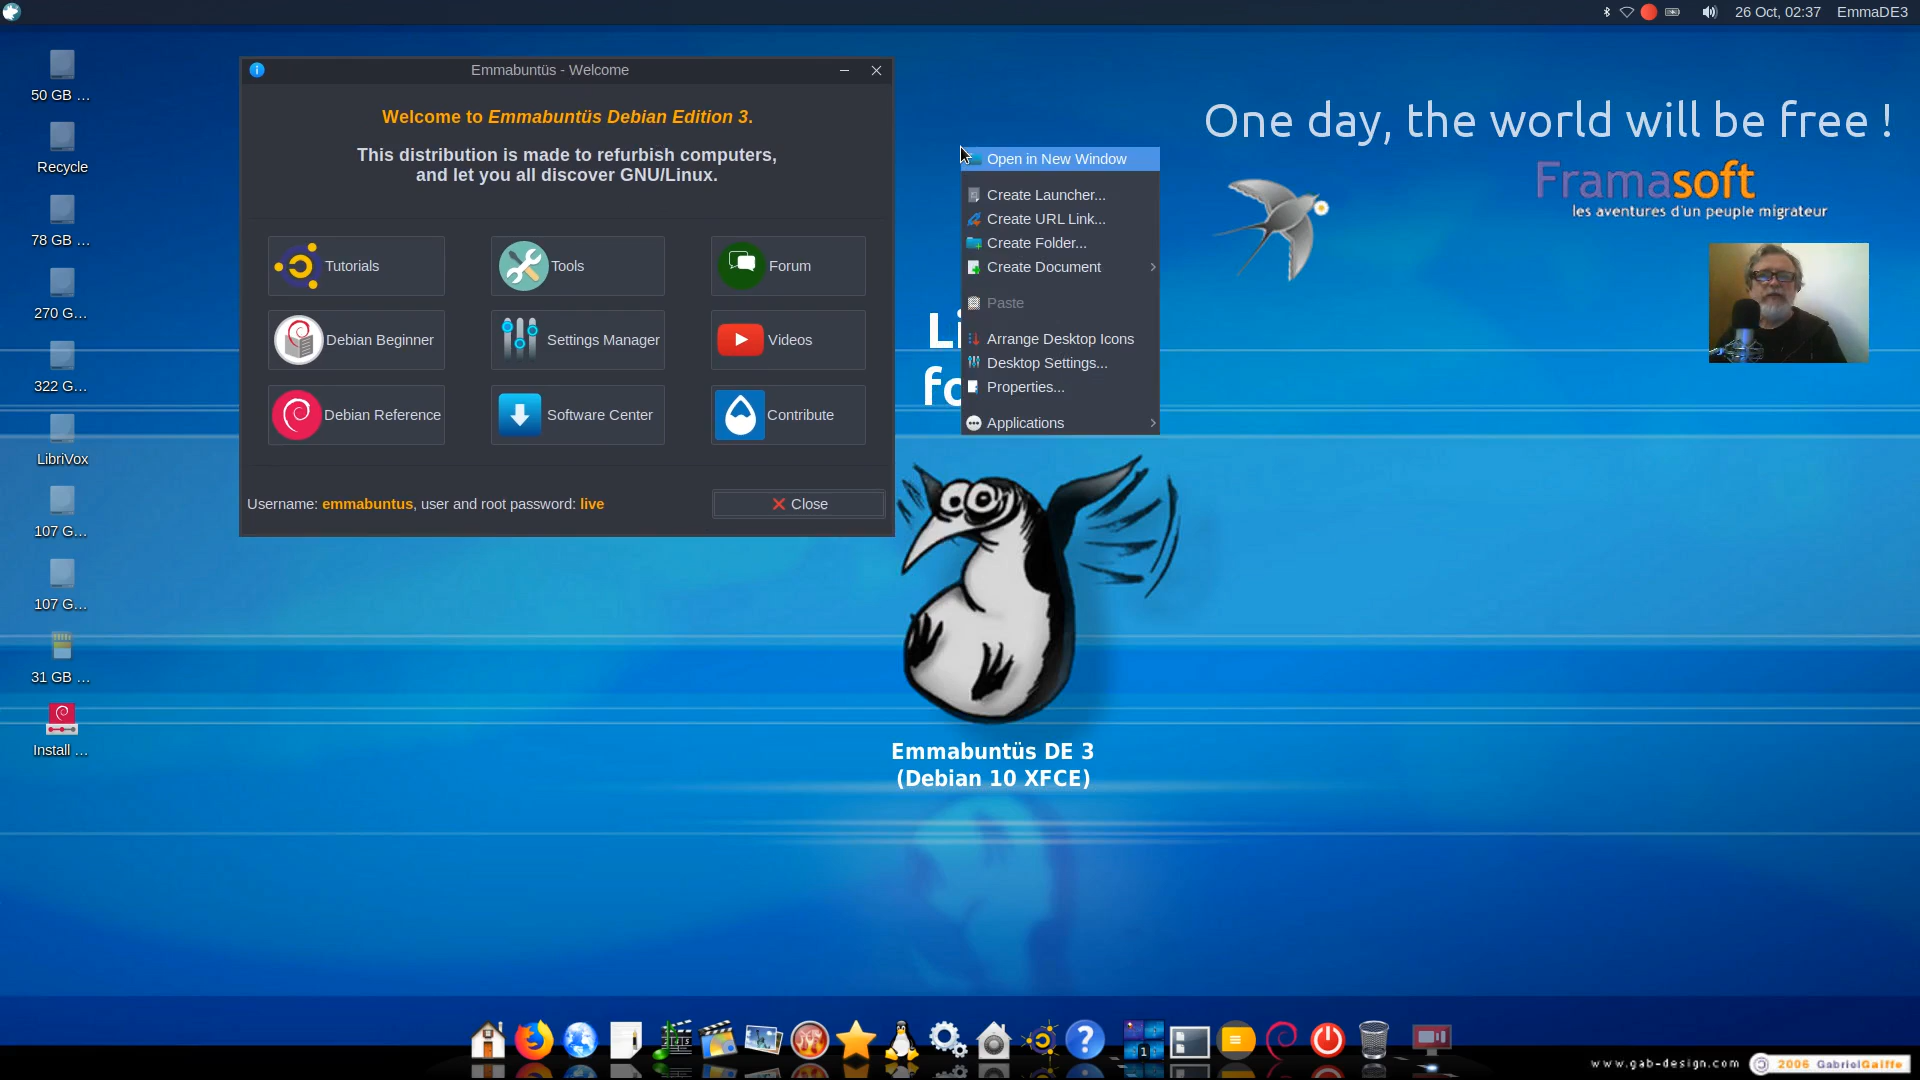 26 Oct, 02:37 EmmaDE3
50 GB ...
Recycle
78 GB ...
270 G...
322 G...
LibriVox
107 G...
107 G...
31 GB ...
Install ...
Emmabuntüs - Welcome
Welcome to Emmabuntüs Debian Edition 3.
This distribution is made to refurbish computers,
and let you all discover GNU/Linux.
Tutorials
Tools
Forum
Debian Beginner
Settings Manager
Videos
Debian Reference
Software Center
Contribute
Username: emmabuntus, user and root password: live
Close
Open in New Window
Create Launcher...
Create URL Link...
Create Folder...
Create Document
Paste
Arrange Desktop Icons
Desktop Settings...
Properties...
Applications
One day, the world will be free !
Framasoft
les aventures d'un peuple migrateur
Emmabuntüs DE 3
(Debian 10 XFCE)
1
www.gab-design.com
2006 GabrielGaiffe